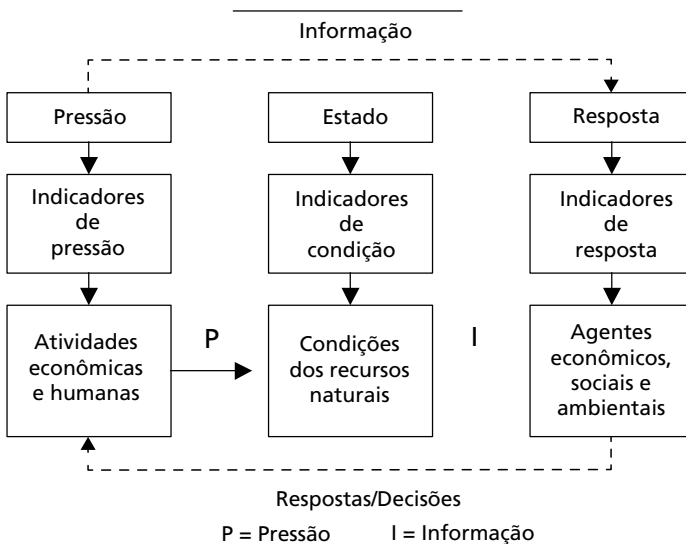 Informação
Pressão
Estado
Resposta
Indicadores
de
pressão
Indicadores
de
condição
Indicadores
de
resposta
Atividades
econômicas
e humanas
P
Condições
dos recursos
naturais
I
Agentes
econômicos,
sociais e
ambientais
Respostas/Decisões
P = Pressão I = Informação